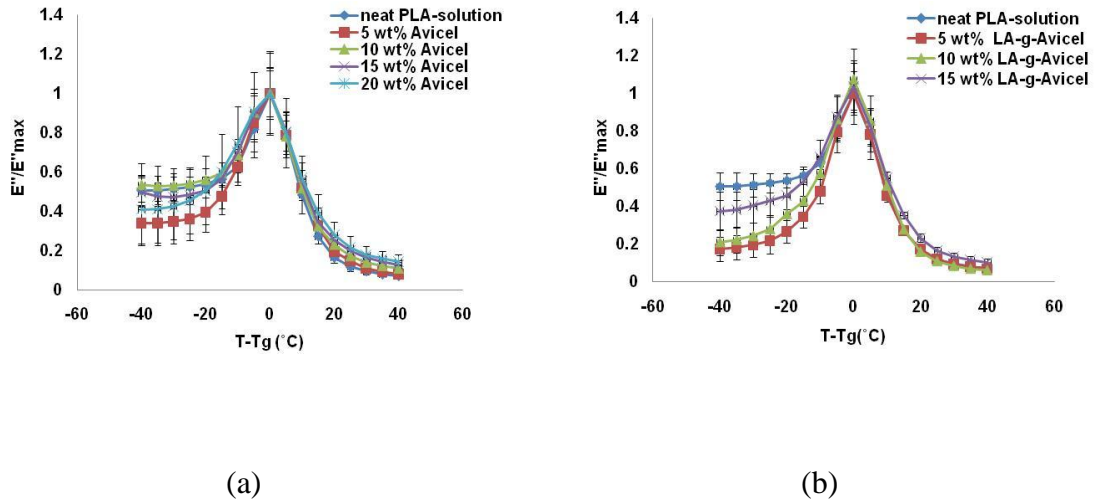 neat PLA-solution
5 wt% Avicel
10 wt% Avicel
15 wt% Avicel
20 wt% Avicel
1.4
1.2
1
0.8
0.6
0.4
0.2
0
E''/E''max
-60 -40 -20 0 20 40 60
T-Tg (˚C)
(a)
neat PLA-solution
5 wt% LA-g-Avicel
10 wt% LA-g-Avicel
15 wt% LA-g-Avicel
1.4
1.2
1
0.8
0.6
0.4
0.2
0
E''/E''max
-60 -40 -20 0 20 40 60
T-Tg(˚C)
(b)